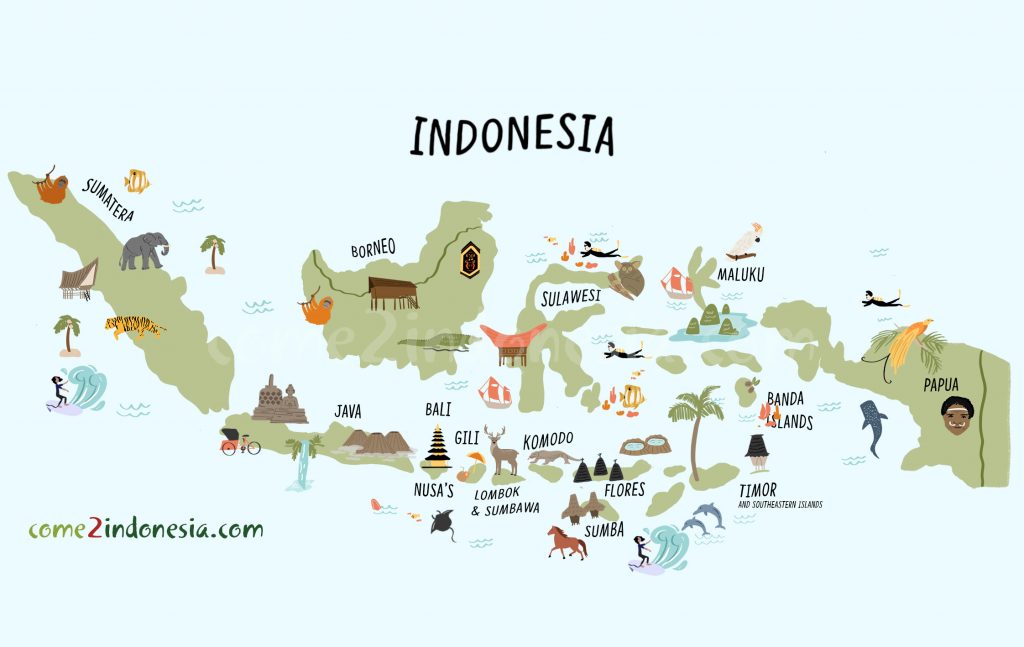 INDONESIA
SUMATERA
BORNEO
SULAWESI
MALUKU
PAPUA
BANDA
ISLANDS
JAVA
BALI
GILI
KOMODO
NUSA'S
LOMBOK
& SUMBAWA
FLORES
TIMOR
AND SOUTHEASTERN ISLANDS
SUMBA
come2indonesia.com
come2indonesia.com